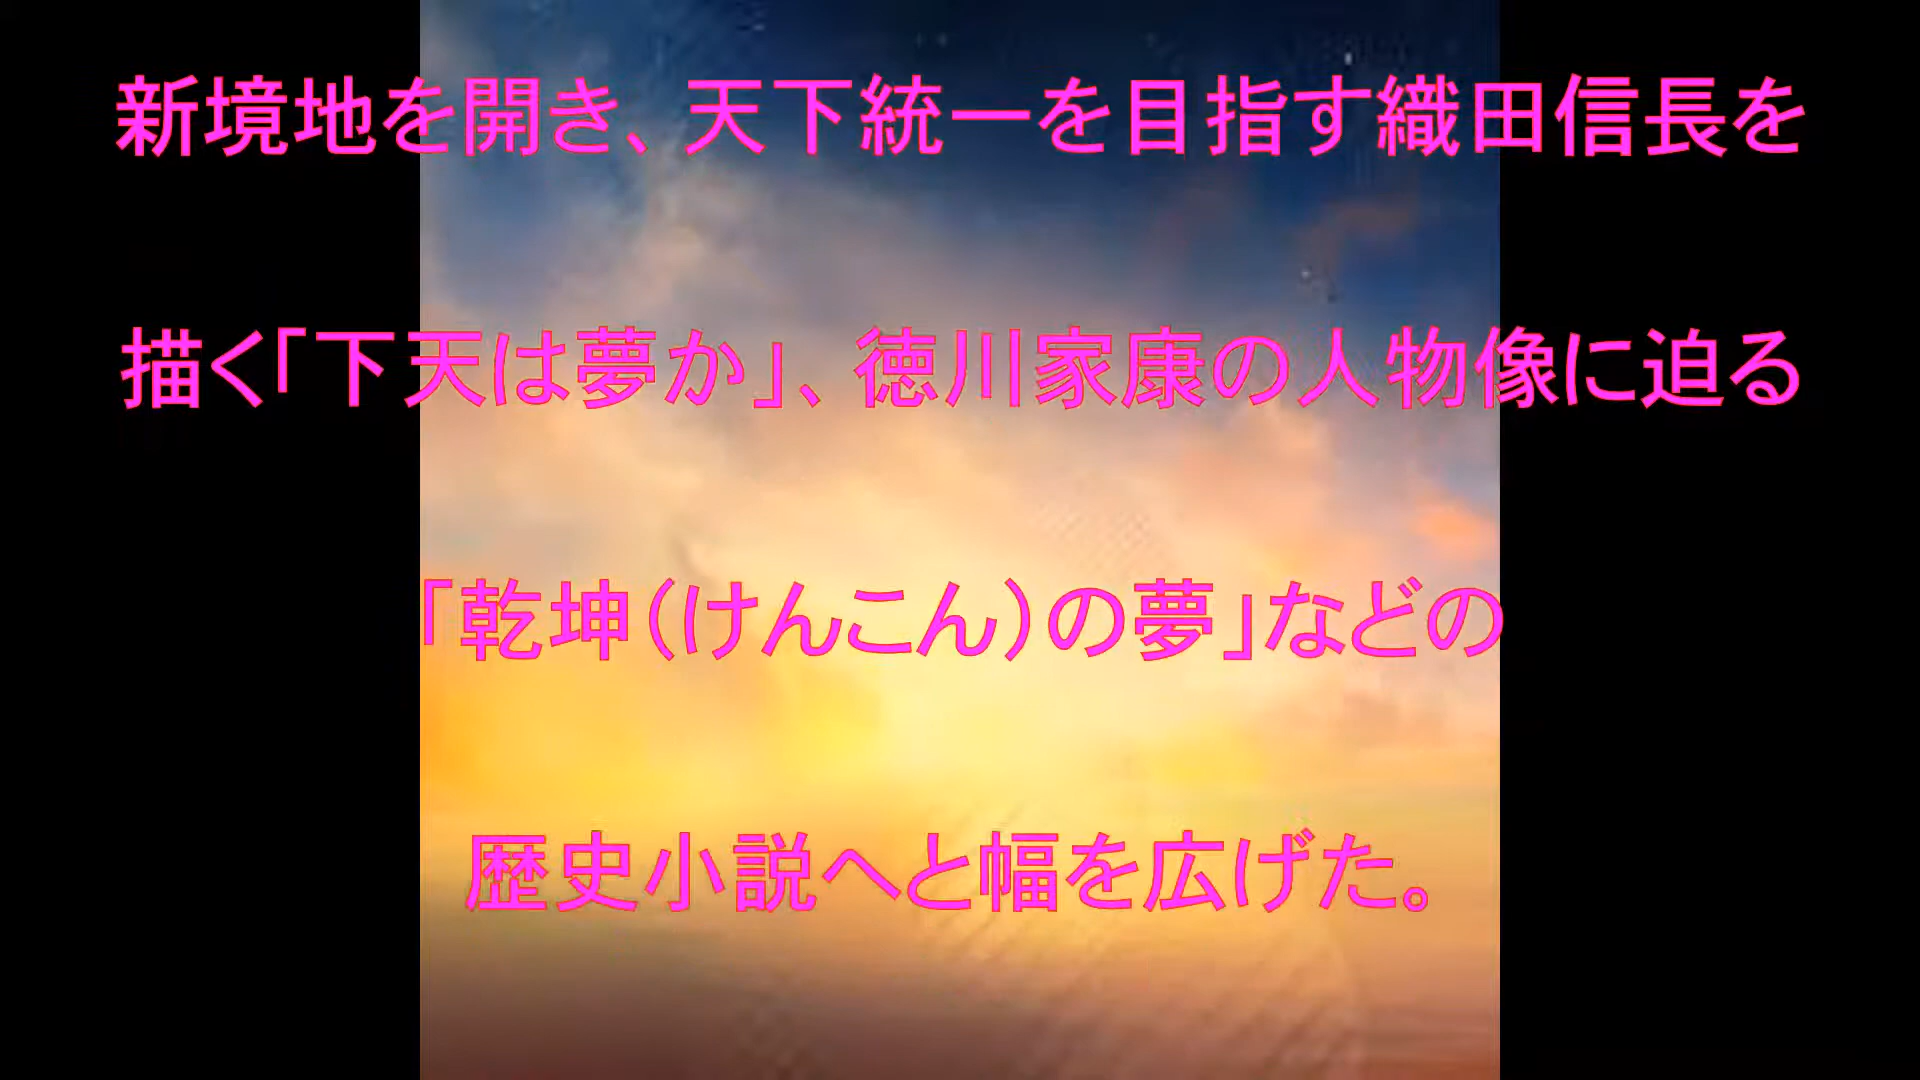 新境地を開き、天下統一を目指す織田信長を
描く「下天は夢か」、徳川家康の人物像に迫る
「乾坤（けんこん）の夢」などの
歴史小説へと幅を広げた。